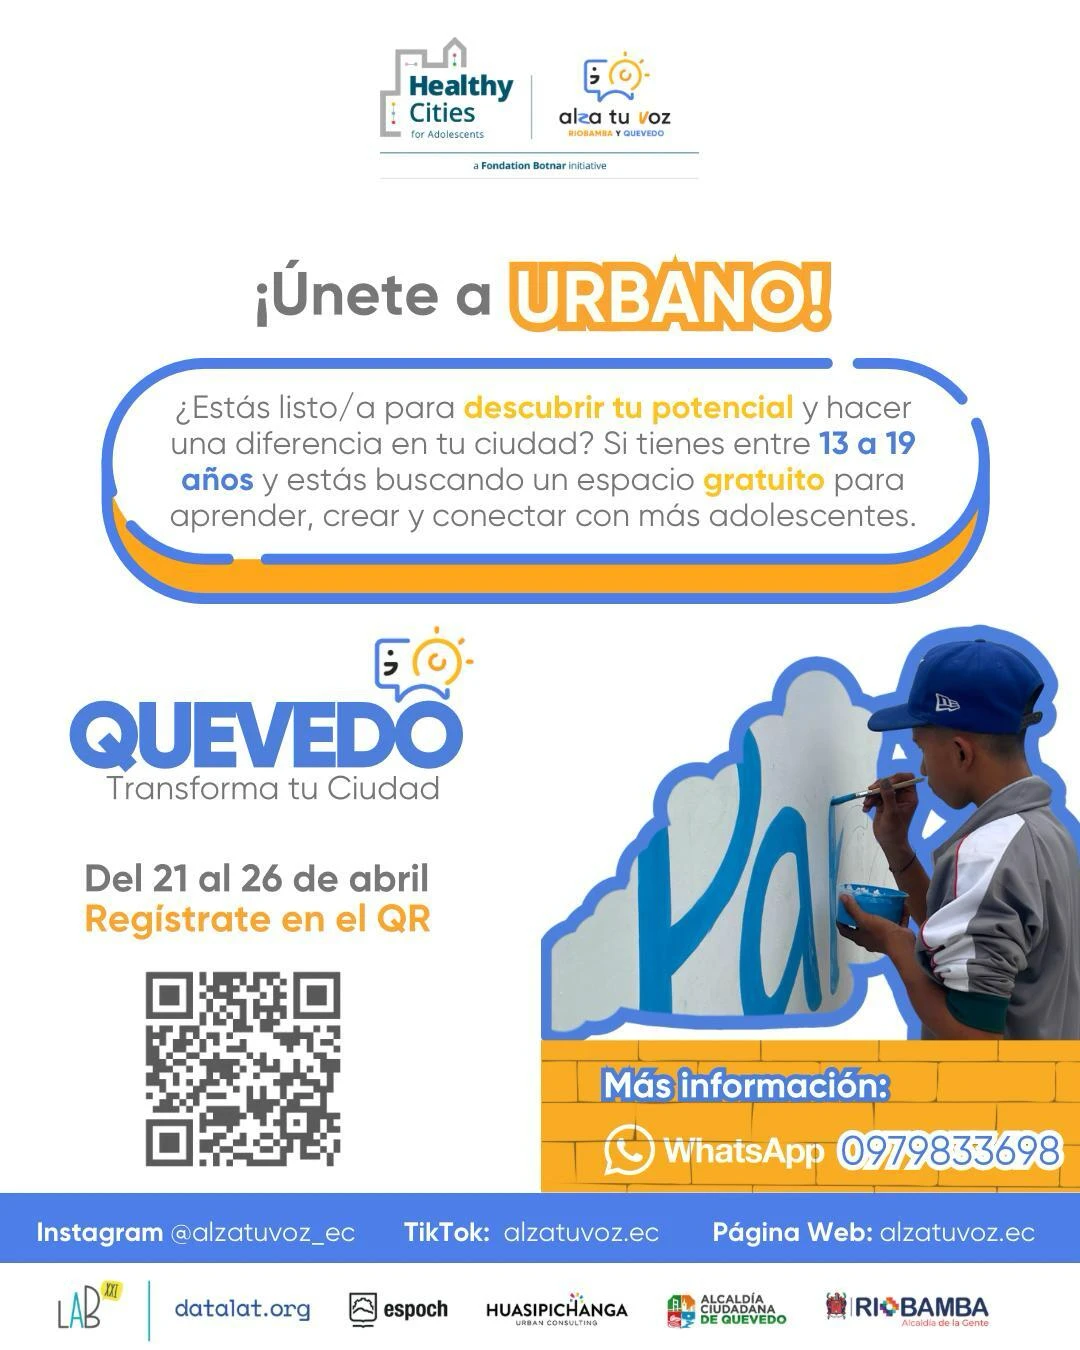 Healthy
Cities
for Adolescents
alza tu voz
RIOBAMBA Y QUEVEDO
a Fondation Botnar initiative
¡Únete a URBANO!
¿Estás listo/a para descubrir tu potencial y hacer
una diferencia en tu ciudad? Si tienes entre 13 a 19
años y estás buscando un espacio gratuito para
aprender, crear y conectar con más adolescentes.
QUEVEDO
Transforma tu Ciudad
Del 21 al 26 de abril
Regístrate en el QR
Par
Más información:
WhatsApp 0979833698
Instagram @alzatuvoz_ec TikTok: alzatuvoz.ec Página Web: alzatuvoz.ec
LAB XXI
datalat.org
espoch
HUASIPICHANGA
URBAN CONSULTING
ALCALDÍA
CIUDADANA
DE QUEVEDO
RIOBAMBA
Alcaldía de la Gente